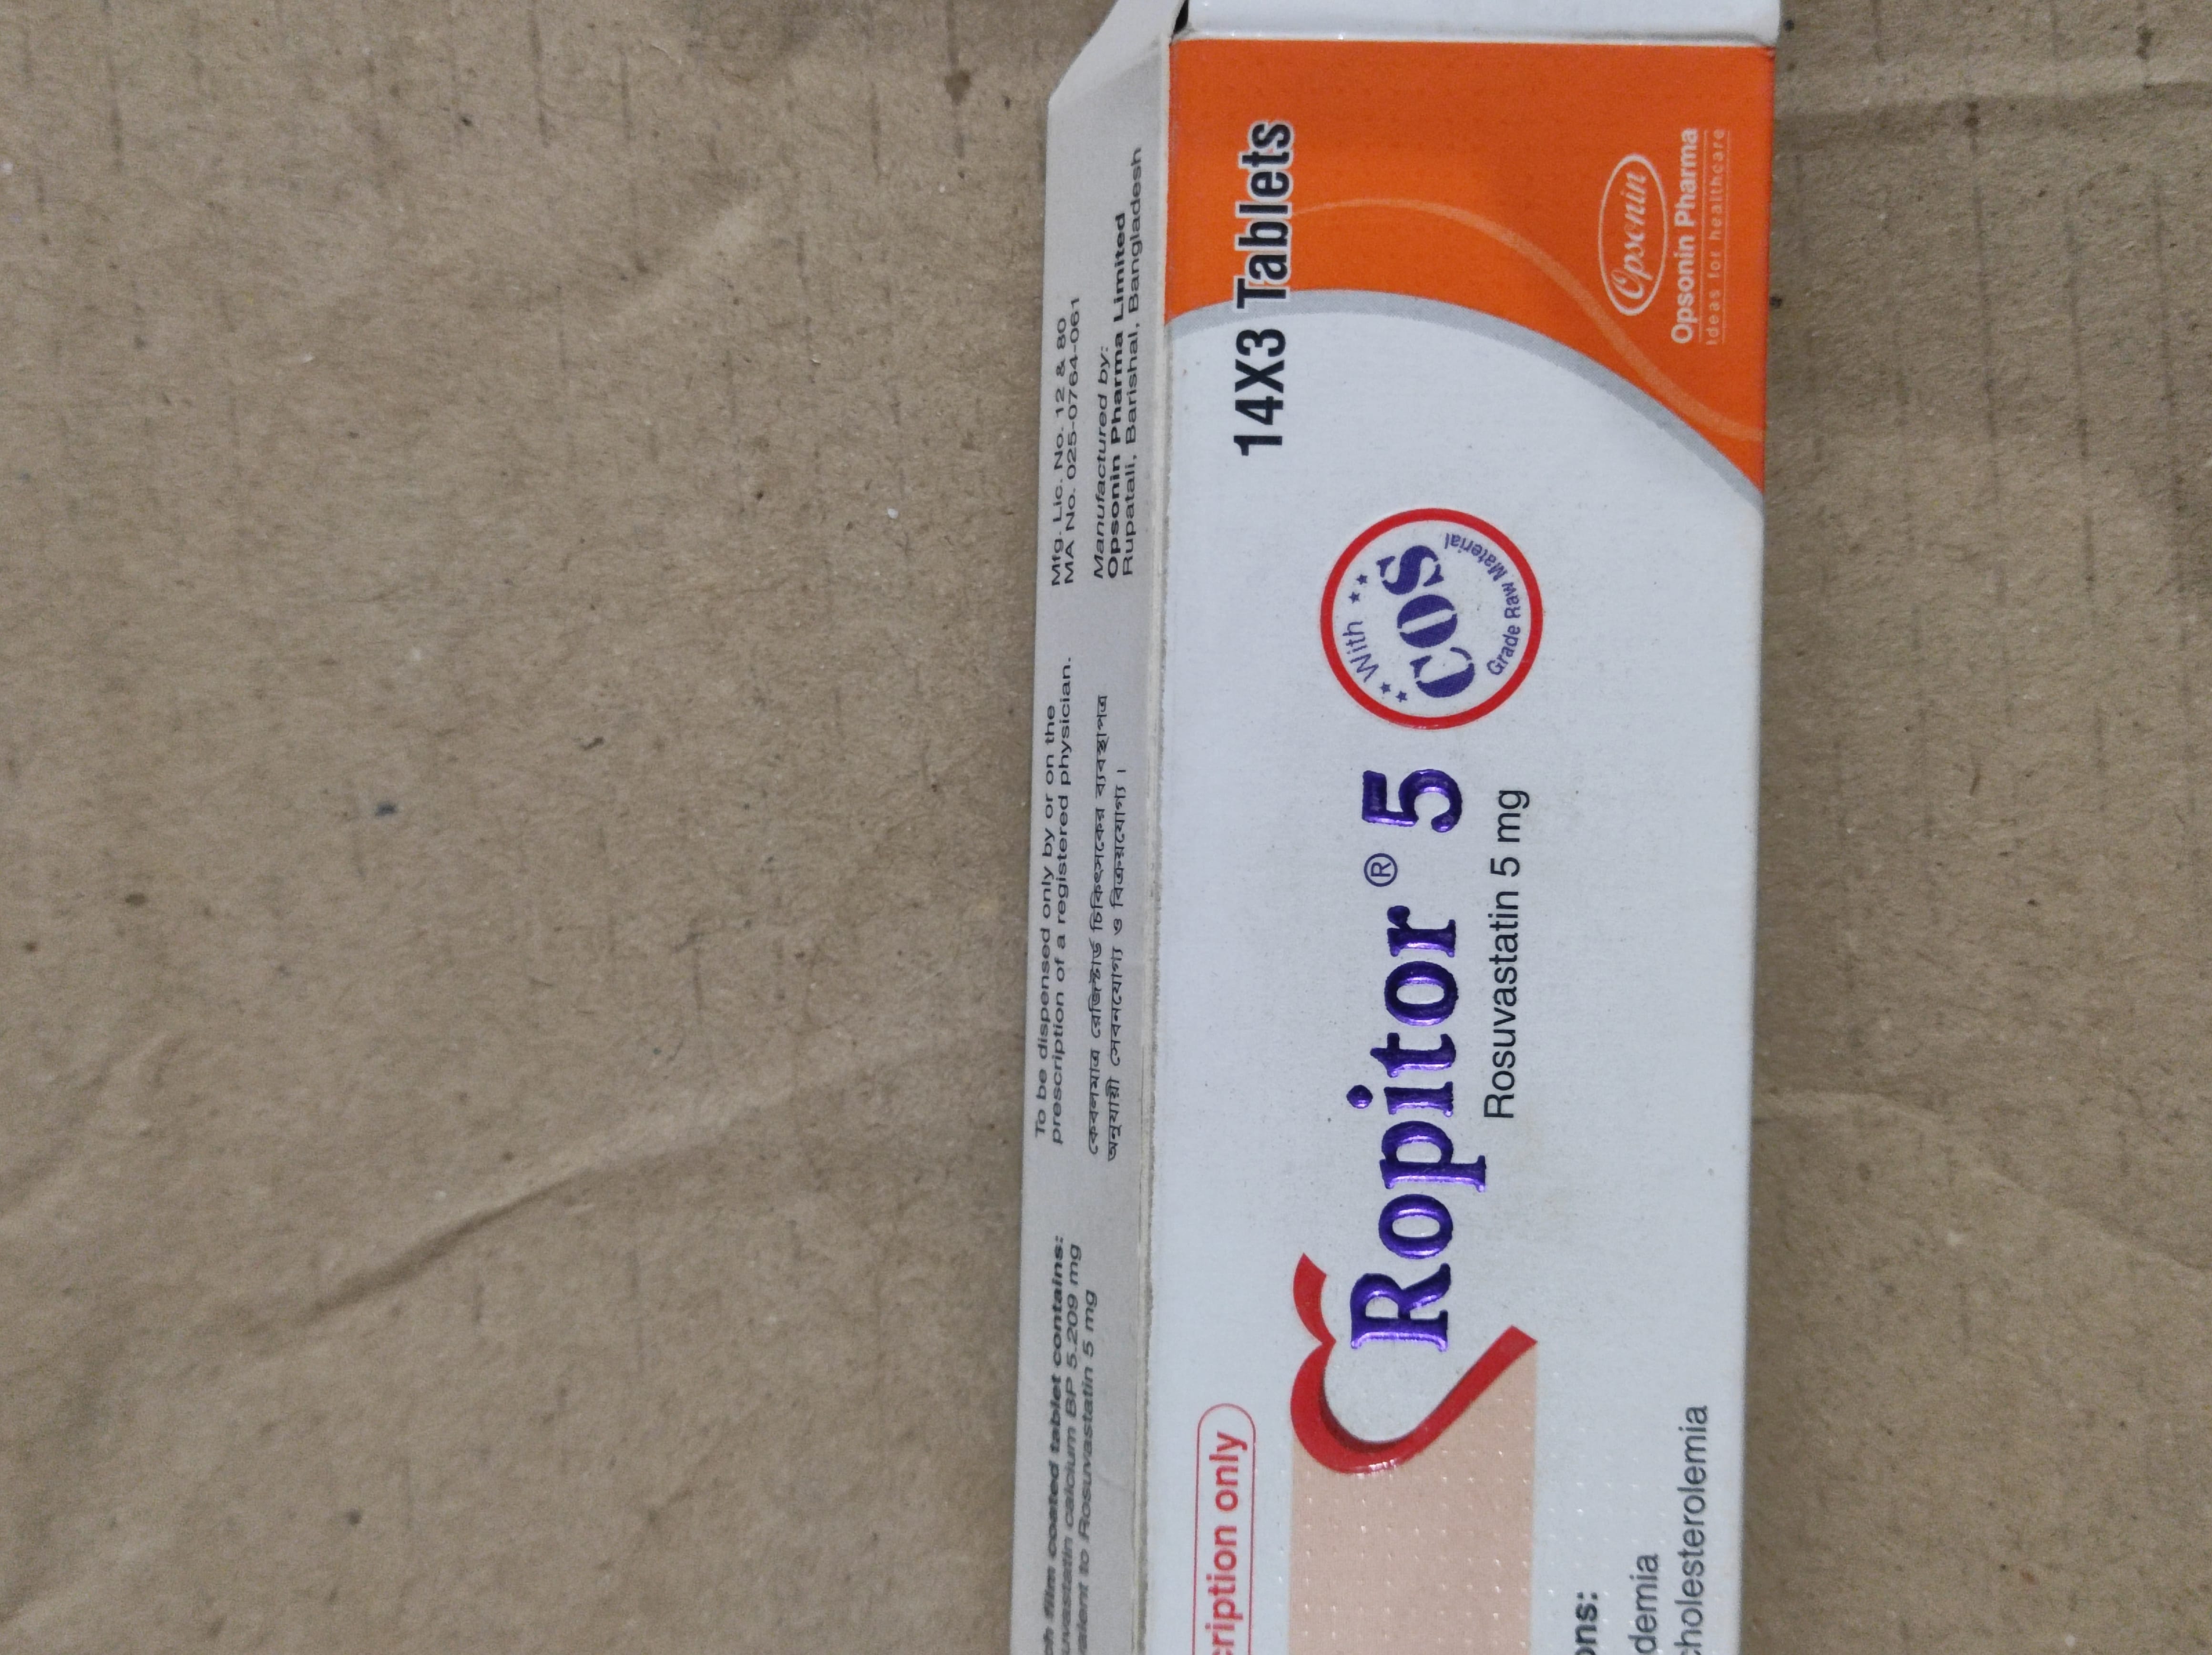 film coated tablet contains:
calcium BP 5.209 mg
to Rosuvastatin 5 mg
To be dispensed only by or on the
prescription of a registered physician.
কেবলমাত্র রেজিস্টার্ড চিকিৎসকের ব্যবস্থাপত্র
অনুযায়ী সেবনযোগ্য ও বিক্রয়যোগ্য।
Mfg. Lic. No. 12 & 80
MA No. 025-0764-061
Manufactured by:
Opsonin Pharma Limited
Rupatali, Barishal, Bangladesh
cription only
14X3 Tablets
Ropitor® 5
Rosuvastatin 5 mg
With
COS
Grade Raw Material
ons:
demia
cholesterolemia
Opsonin
Opsonin Pharma
Ideas for healthcare